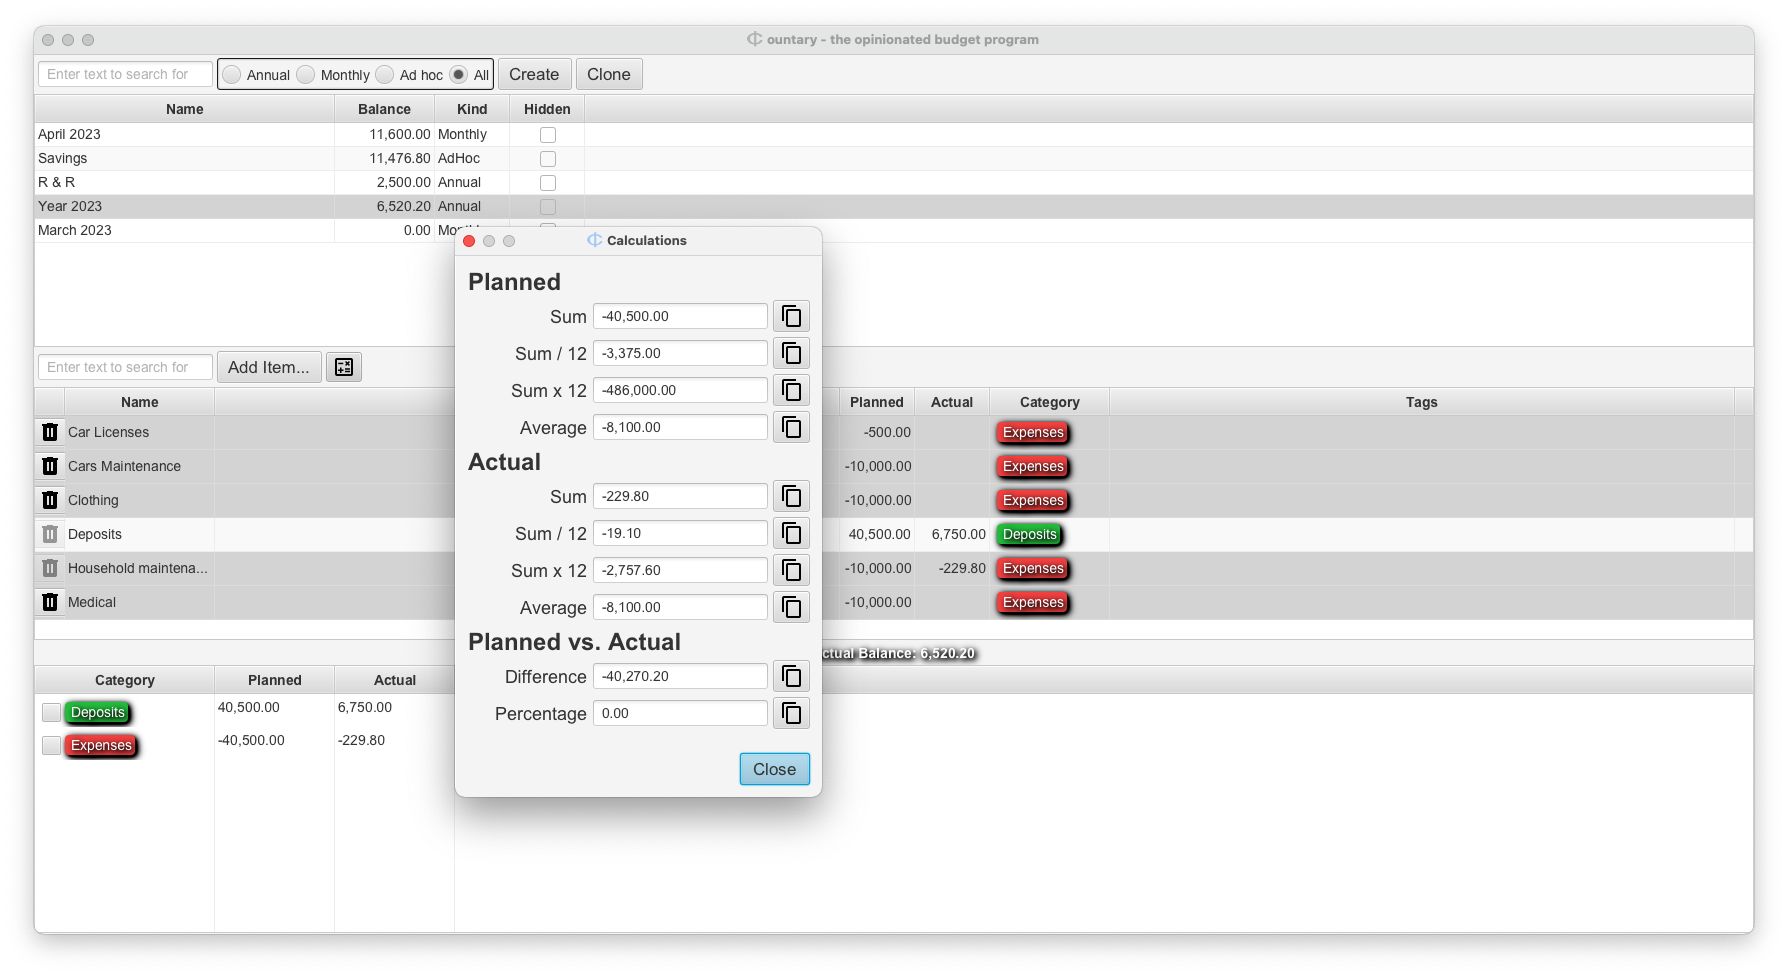 ountary - the opinionated budget program
Enter text to search for Annual Monthly Ad hoc All Create Clone
Name Balance Kind Hidden
April 2023 11,600.00 Monthly
Savings 11,476.80 AdHoc
R & R 2,500.00 Annual
Year 2023 6,520.20 Annual
March 2023 0.00
Enter text to search for Add Item...
Name Planned Actual Category Tags
Car Licenses -500.00 Expenses
Cars Maintenance -10,000.00 Expenses
Clothing -10,000.00 Expenses
Deposits 40,500.00 6,750.00 Deposits
Household maintena... -10,000.00 -229.80 Expenses
Medical -10,000.00 Expenses
Balance: 6,520.20
Category Planned Actual
Deposits 40,500.00 6,750.00
Expenses -40,500.00 -229.80
Calculations
Planned
Sum -40,500.00
Sum / 12 -3,375.00
Sum x 12 -486,000.00
Average -8,100.00
Actual
Sum -229.80
Sum / 12 -19.10
Sum x 12 -2,757.60
Average -8,100.00
Planned vs. Actual
Difference -40,270.20
Percentage 0.00
Close